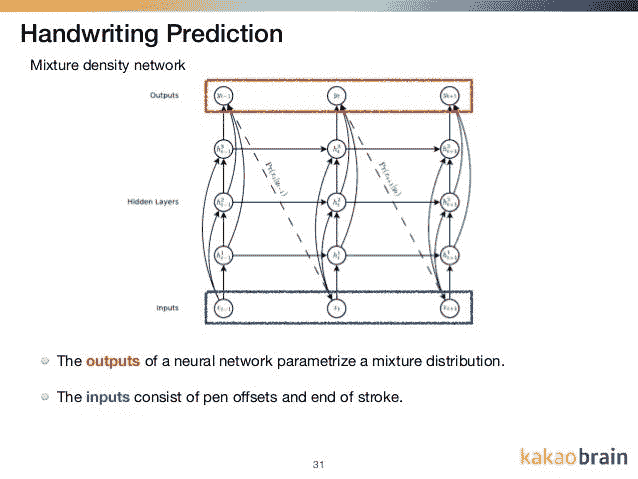 Handwriting Prediction
Mixture density network
Outputs
y_{t-1} y_t y_{t+1}
h^3_{t-1} h^3_t h^3_{t+1}
Pr(x_t|y_{t-1}) Pr(x_{t+1}|y_t)
Hidden Layers
h^2_{t-1} h^2_t h^2_{t+1}
h^1_{t-1} h^1_t h^1_{t+1}
Inputs
x_{t-1} x_t x_{t+1}
The outputs of a neural network parametrize a mixture distribution.
The inputs consist of pen offsets and end of stroke.
31
kakaobrain